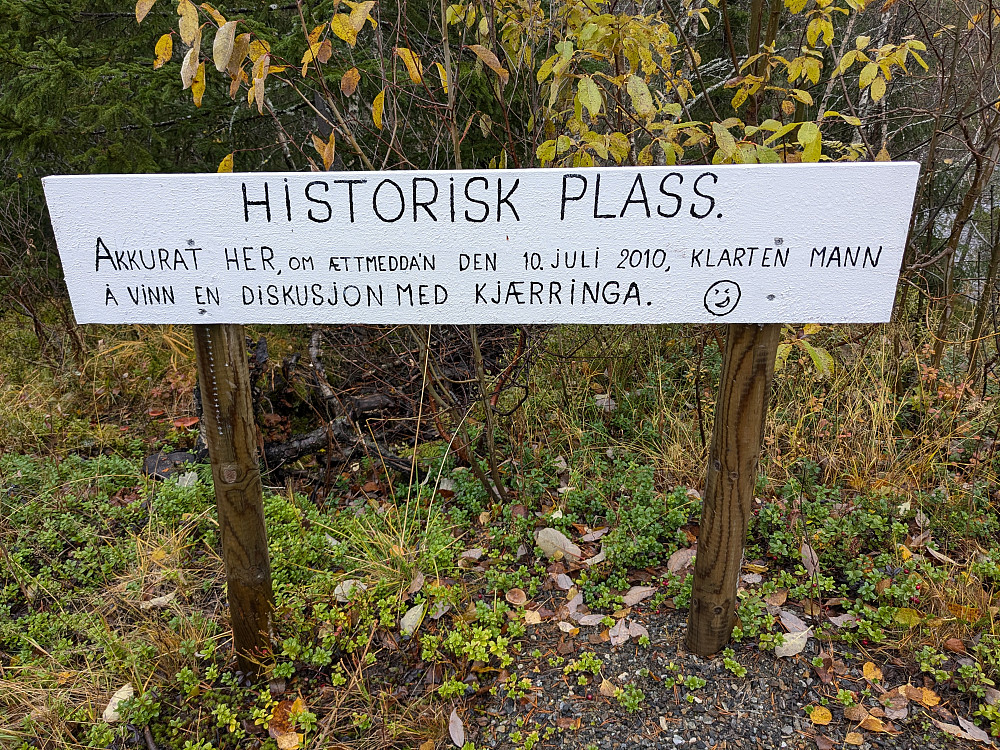 HiSTORiSK PLASS.
AKKURAT HER, OM ÆTTMEDDA'N DEN 10. JULI 2010, KLARTEN MANN
Å ViNN EN DiSKUSJON MED KJÆRRiNGA.